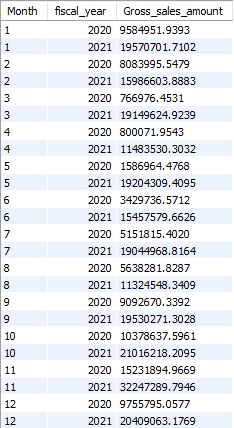 Month fiscal_year Gross_sales_amount
1 2020 9584951.9393
1 2021 19570701.7102
2 2020 8083995.5479
2 2021 15986603.8883
3 2020 766976.4531
3 2021 19149624.9239
4 2020 800071.9543
4 2021 11483530.3032
5 2020 1586964.4768
5 2021 19204309.4095
6 2020 3429736.5712
6 2021 15457579.6626
7 2020 5151815.4020
7 2021 19044968.8164
8 2020 5638281.8287
8 2021 11324548.3409
9 2020 9092670.3392
9 2021 19530271.3028
10 2020 10378637.5961
10 2021 21016218.2095
11 2020 15231894.9669
11 2021 32247289.7946
12 2020 9755795.0577
12 2021 20409063.1769